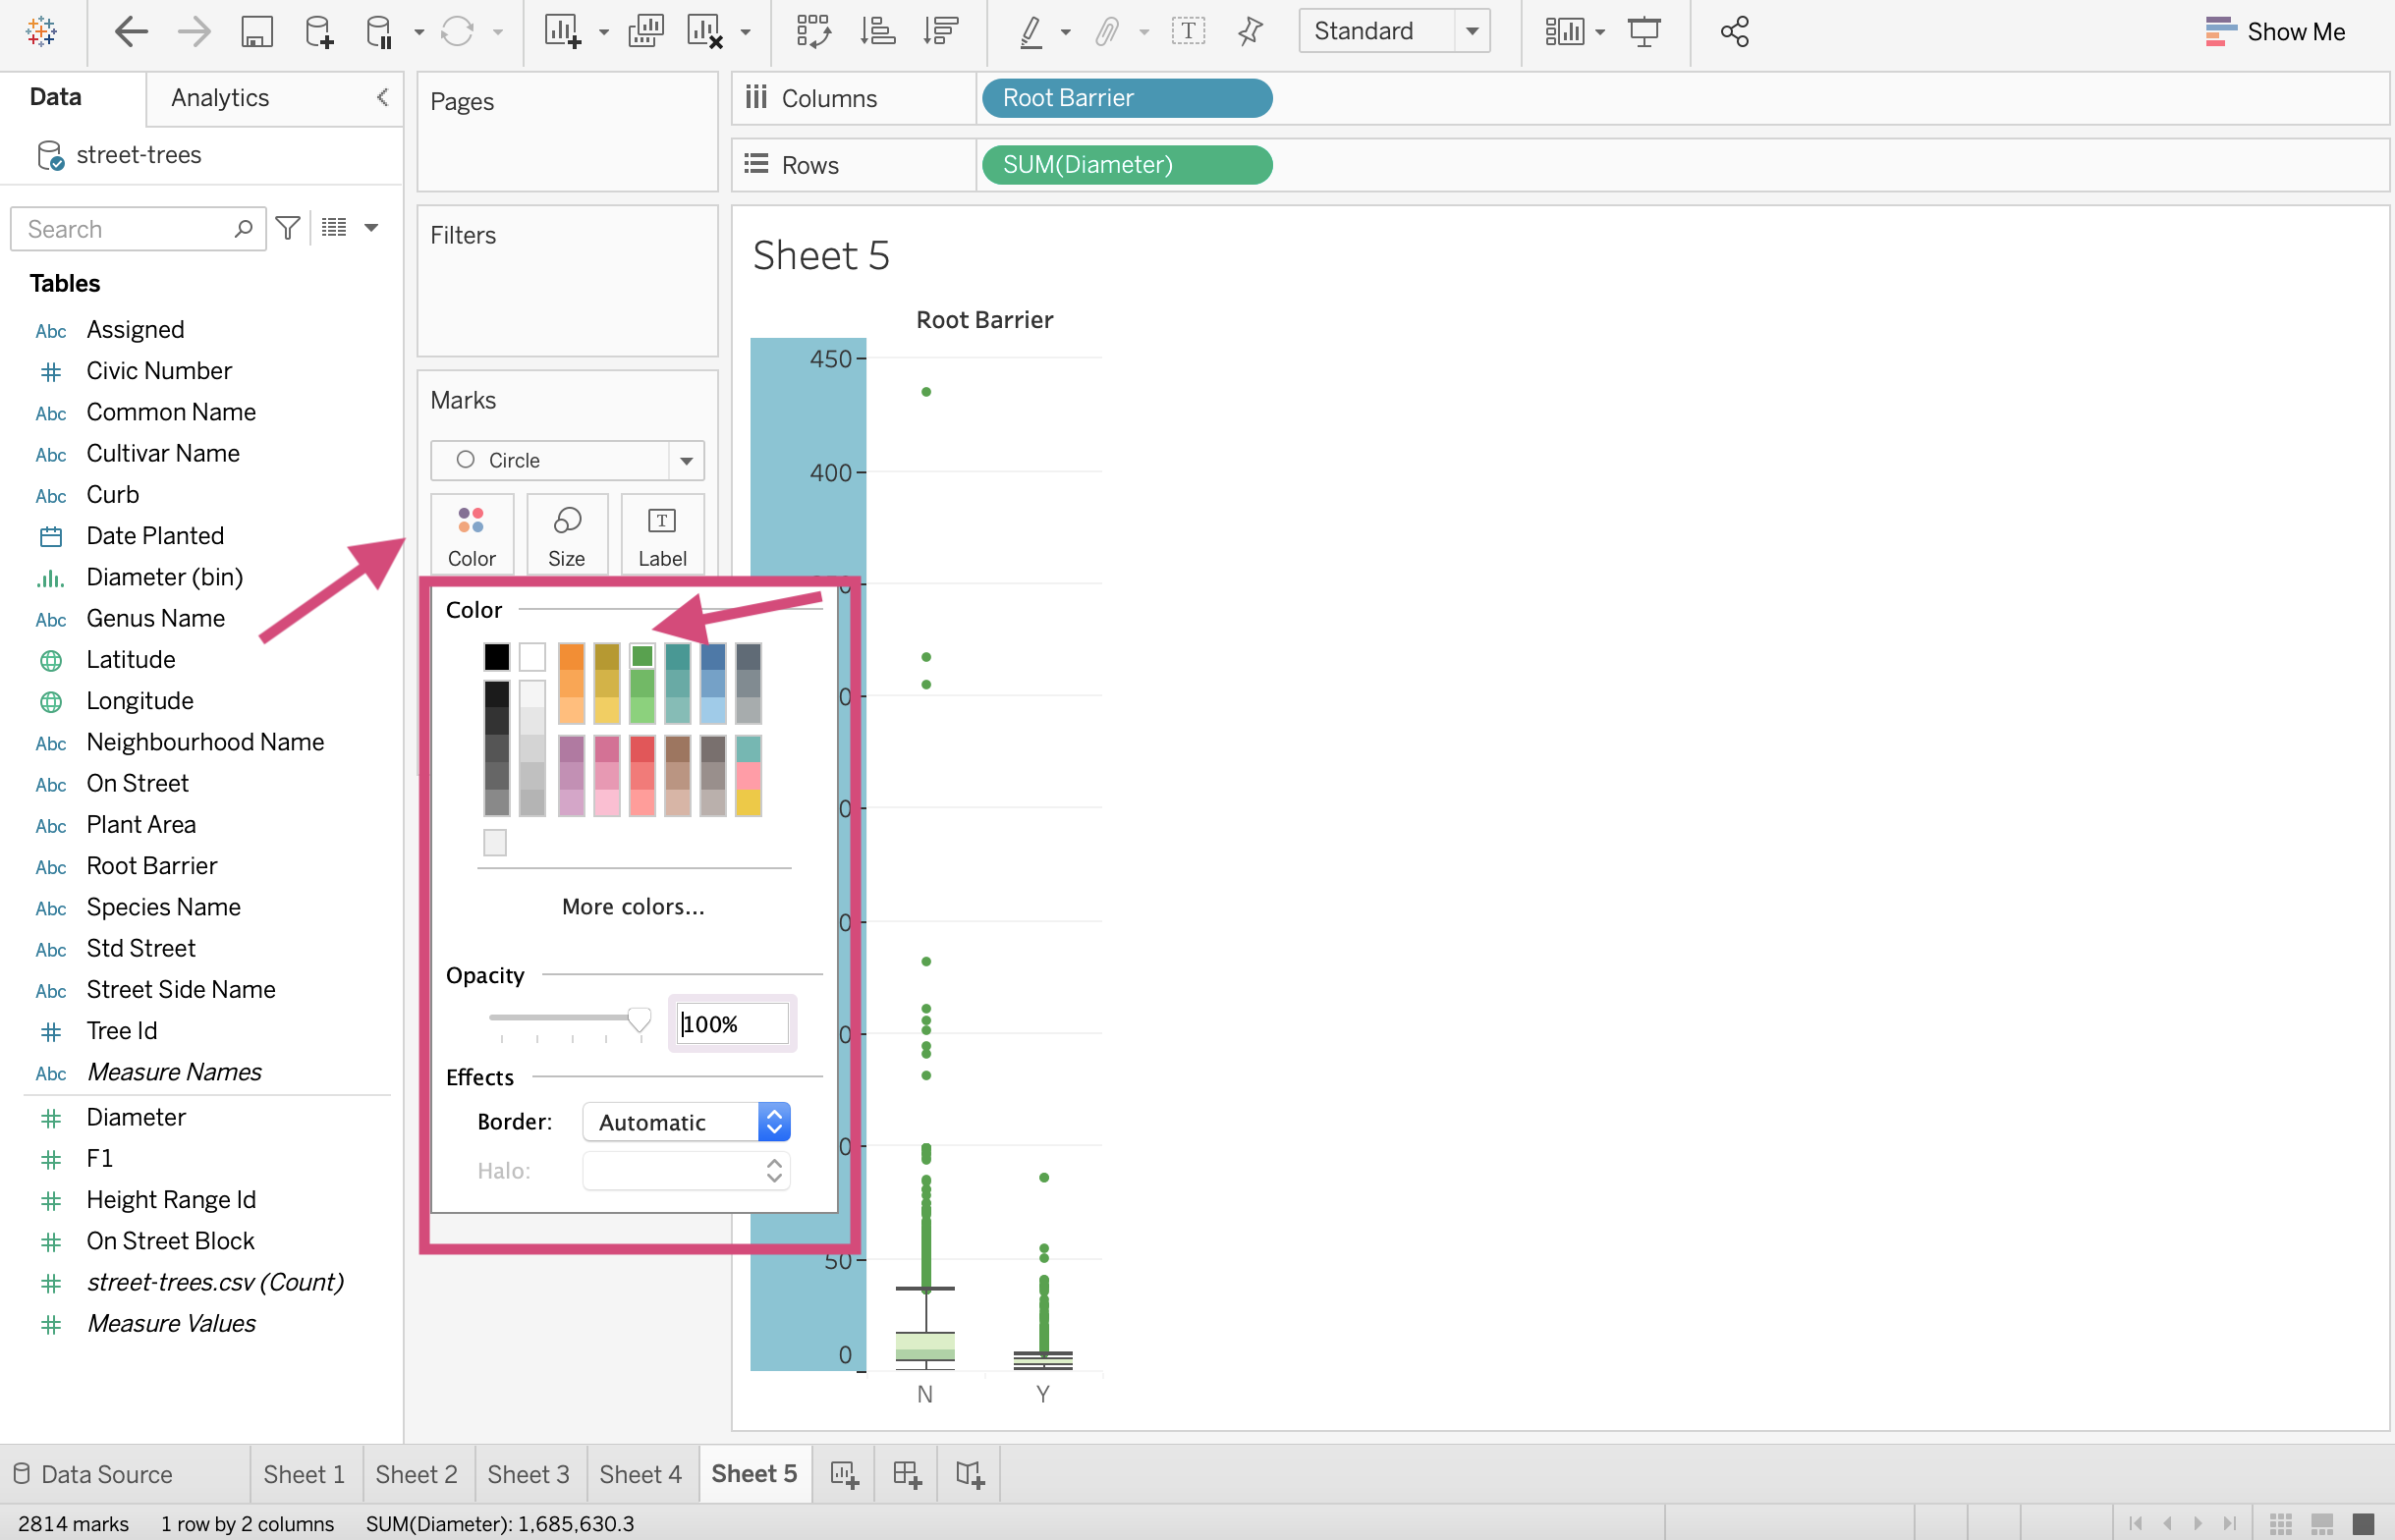 Standard
Show Me
Data
Analytics
street-trees
Search
Tables
Abc Assigned
Civic Number
Abc Common Name
Abc Cultivar Name
Abc Curb
Date Planted
Diameter (bin)
Abc Genus Name
Latitude
Longitude
Abc Neighbourhood Name
Abc On Street
Abc Plant Area
Abc Root Barrier
Abc Species Name
Abc Std Street
Abc Street Side Name
Tree Id
Abc Measure Names
Diameter
F1
Height Range Id
On Street Block
street-trees.csv (Count)
Measure Values
Pages
Filters
Marks
Circle
Color
Size
T
Label
Color
More colors...
Opacity
100%
Effects
Border: Automatic
Halo:
Columns
Root Barrier
Rows
SUM(Diameter)
Sheet 5
Root Barrier
450
400
0
0
0
0
0
50
0
N
Y
Data Source
Sheet 1
Sheet 2
Sheet 3
Sheet 4
Sheet 5
2814 marks
1 row by 2 columns
SUM(Diameter): 1,685,630.3